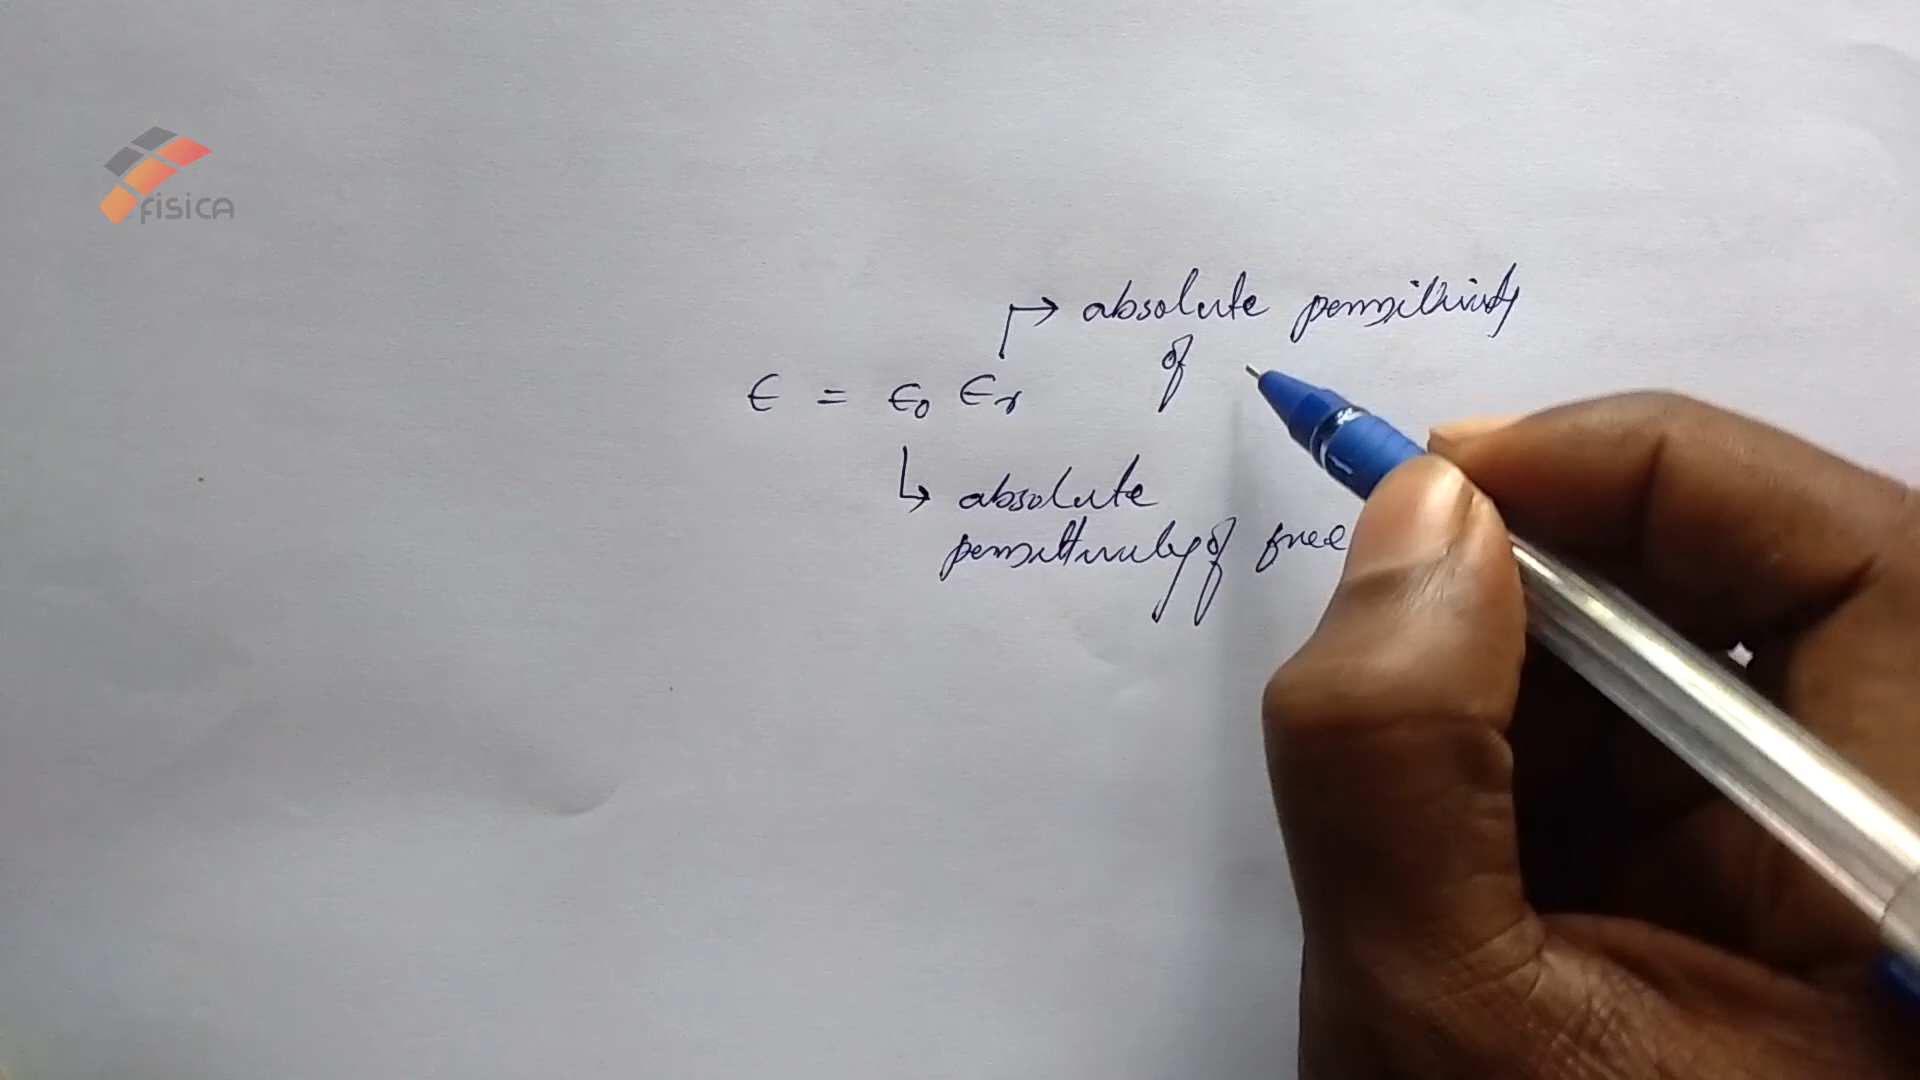 fisica
absolute permittivity
of
ϵ = ϵ₀ ϵᵣ
absolute
permittivity of free